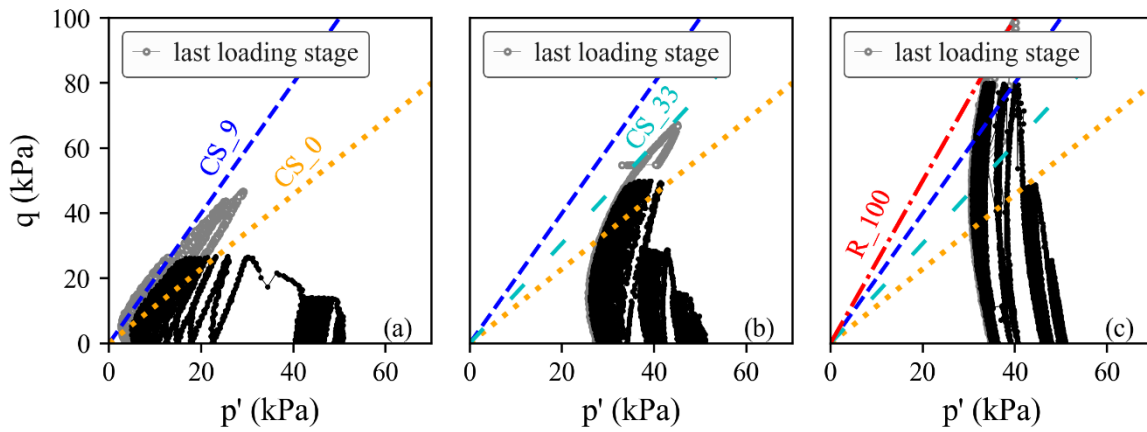 100
80
60
40
20
0
q (kPa)
last loading stage
CS_9
CS_0
(a)
0
20
40
60
p' (kPa)
last loading stage
CS_33
(b)
0
20
40
60
p' (kPa)
last loading stage
R_100
(c)
0
20
40
60
p' (kPa)